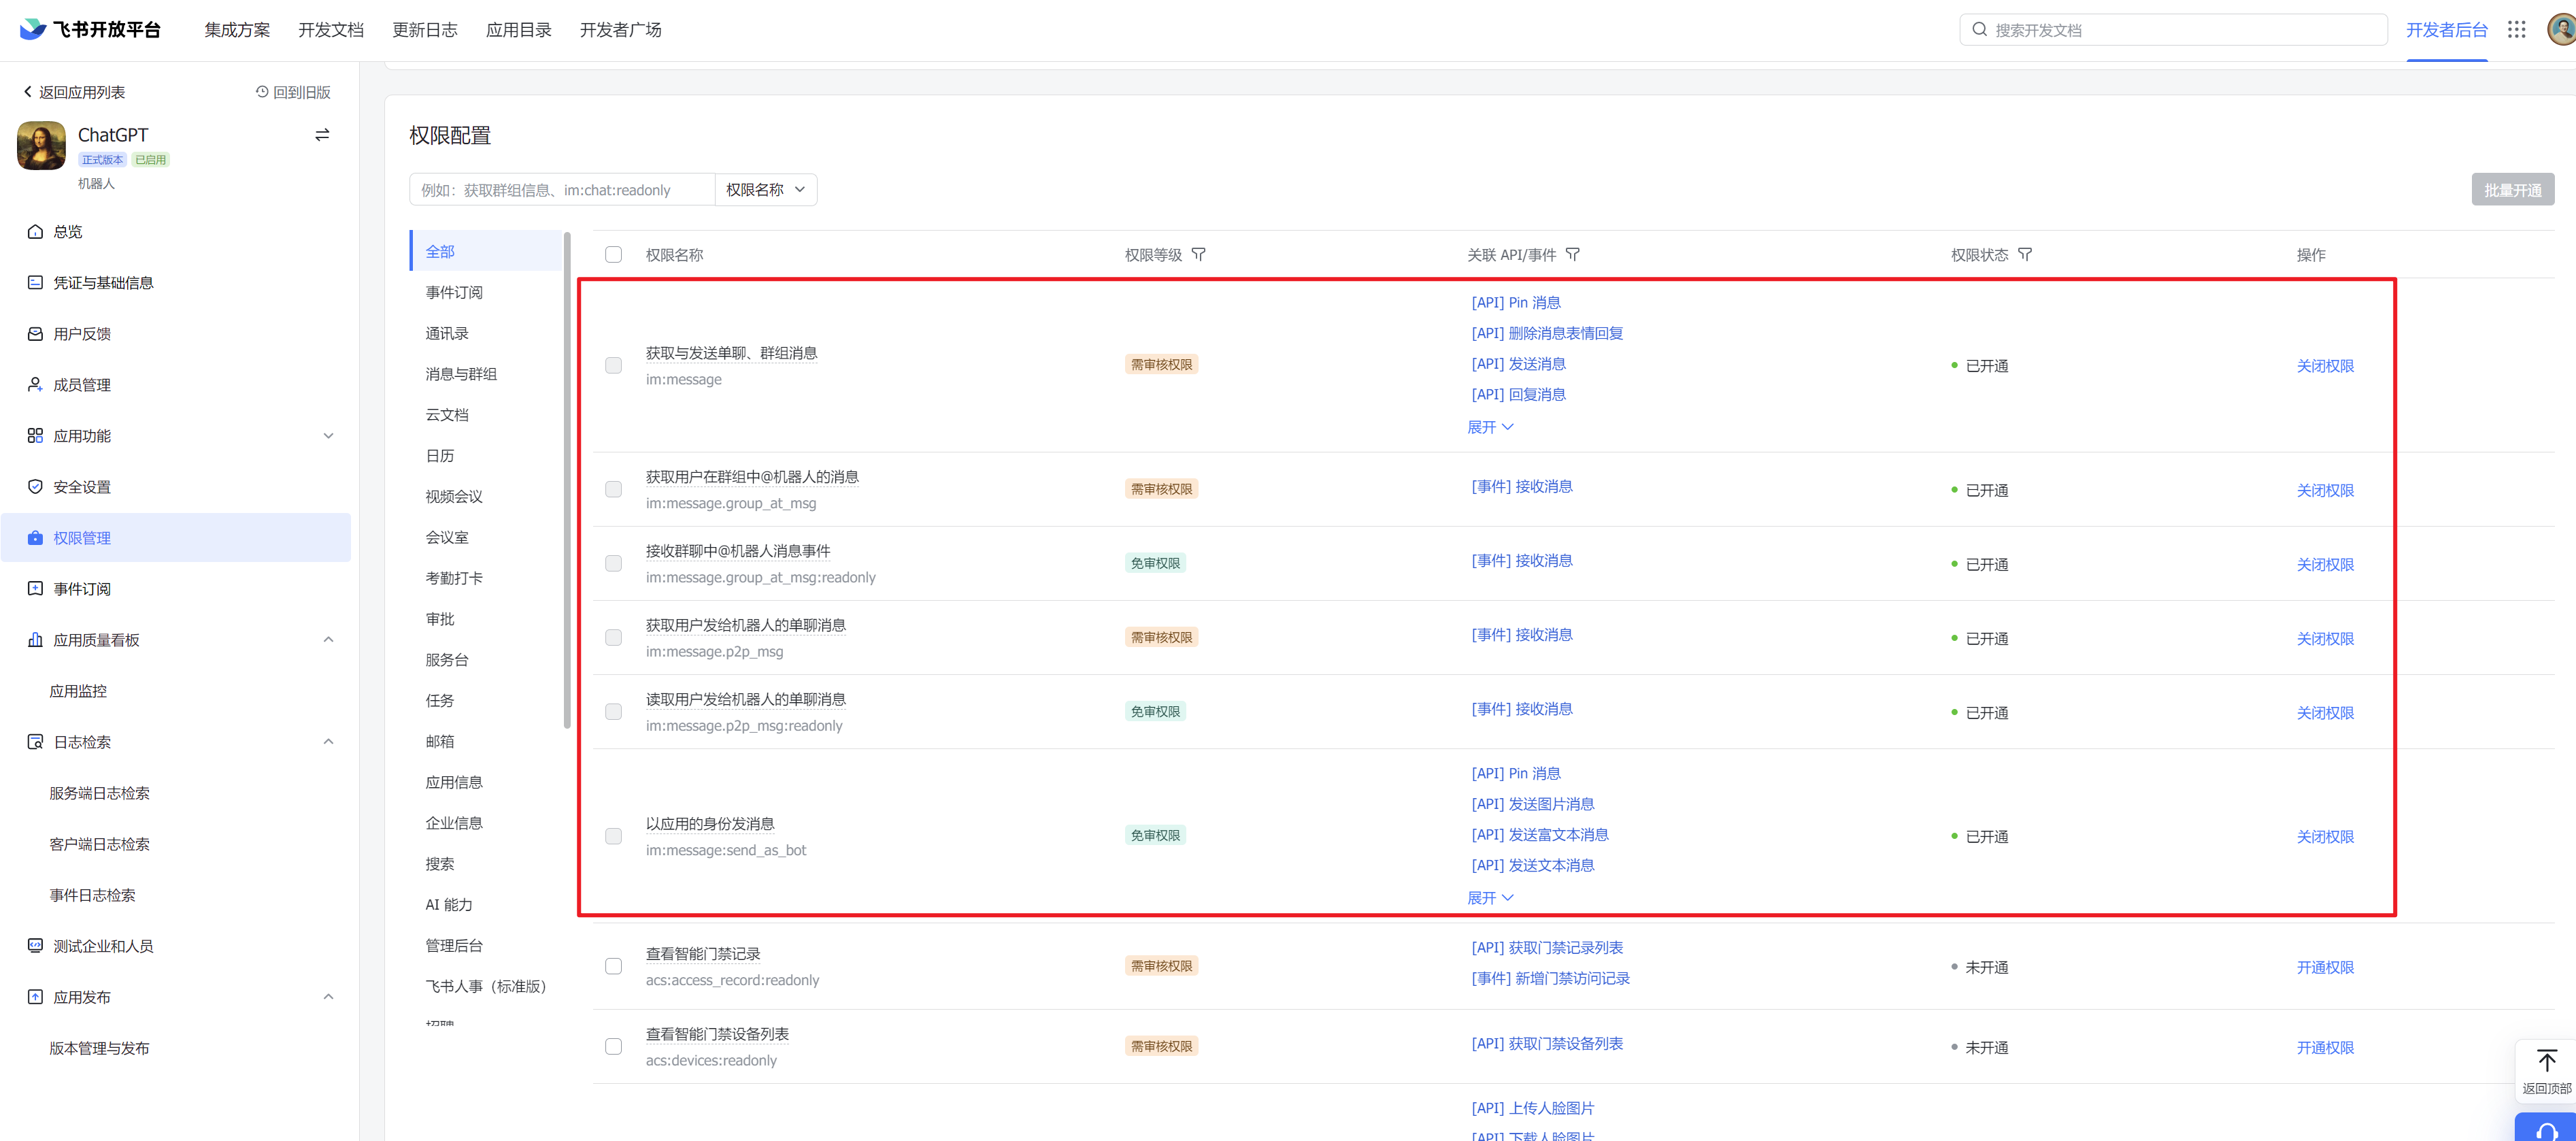 飞书开放平台
集成方案
开发文档
更新日志
应用目录
开发者广场
搜索开发文档
开发者后台
返回应用列表
回到旧版
ChatGPT
正式版本
已启用
机器人
总览
凭证与基础信息
用户反馈
成员管理
应用功能
安全设置
权限管理
事件订阅
应用质量看板
应用监控
日志检索
服务端日志检索
客户端日志检索
事件日志检索
测试企业和人员
应用发布
版本管理与发布
权限配置
例如：获取群组信息、im:chat:readonly
权限名称
批量开通
全部
事件订阅
通讯录
消息与群组
云文档
日历
视频会议
会议室
考勤打卡
审批
服务台
任务
邮箱
应用信息
企业信息
搜索
AI 能力
管理后台
飞书人事（标准版）
招聘
权限名称
权限等级
关联 API/事件
权限状态
操作
获取与发送单聊、群组消息
im:message
需审核权限
[API] Pin 消息
[API] 删除消息表情回复
[API] 发送消息
[API] 回复消息
展开
已开通
关闭权限
获取用户在群组中@机器人的消息
im:message.group_at_msg
需审核权限
[事件] 接收消息
已开通
关闭权限
接收群聊中@机器人消息事件
im:message.group_at_msg:readonly
免审权限
[事件] 接收消息
已开通
关闭权限
获取用户发给机器人的单聊消息
im:message.p2p_msg
需审核权限
[事件] 接收消息
已开通
关闭权限
读取用户发给机器人的单聊消息
im:message.p2p_msg:readonly
免审权限
[事件] 接收消息
已开通
关闭权限
以应用的身份发消息
im:message:send_as_bot
免审权限
[API] Pin 消息
[API] 发送图片消息
[API] 发送富文本消息
[API] 发送文本消息
展开
已开通
关闭权限
查看智能门禁记录
acs:access_record:readonly
需审核权限
[API] 获取门禁记录列表
[事件] 新增门禁访问记录
未开通
开通权限
查看智能门禁设备列表
acs:devices:readonly
需审核权限
[API] 获取门禁设备列表
未开通
开通权限
[API] 上传人脸图片
[API] 下载人脸图片
返回顶部